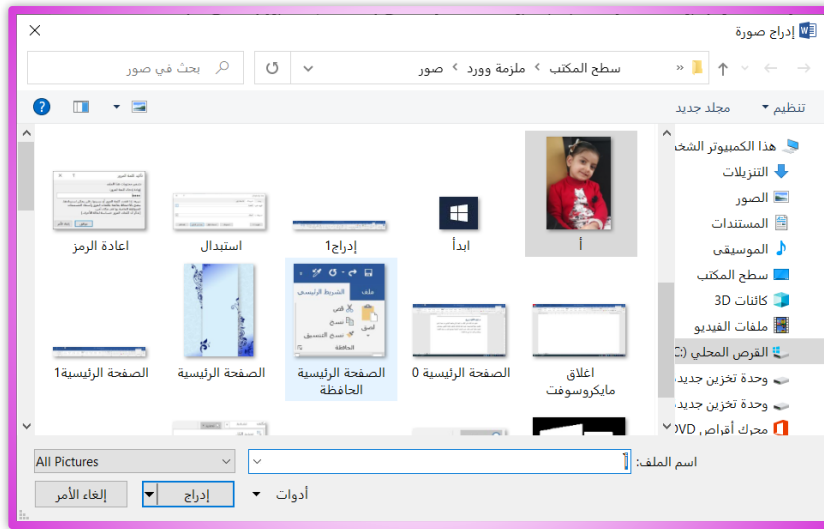 إدراج صورة
سطح المكتب › ملزمة وورد › صور
بحث في صور
تنظيم
مجلد جديد
هذا الكمبيوتر الشخ
التنزيلات
الصور
المستندات
الموسيقى
سطح المكتب
كائنات 3D
ملفات الفيديو
القرص المحلي (C:
وحدة تخزين جديد
وحدة تخزين جديد
محرك أقراص DVD
أ
ابدأ
إدراج1
استبدال
اعادة الرمز
اغلاق
مايكروسوفت
الصفحة الرئيسية 0
ملف
الشريط الرئيسي
قص
نسخ
نسخ التنسيق
لصق
الحافظة
الصفحة الرئيسية
الحافظة
الصفحة الرئيسية
الصفحة الرئيسية1
اسم الملف:
أ
All Pictures
أدوات
إدراج
إلغاء الأمر